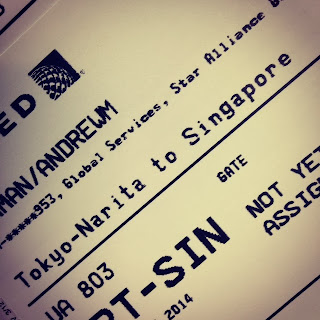 ED
MAN/ANDREWM
-*****953, Global Services, Star Alliance
Tokyo-Narita to Singapore
UA 803
GATE
RT-SIN
NOT YET
ASSIG
2014